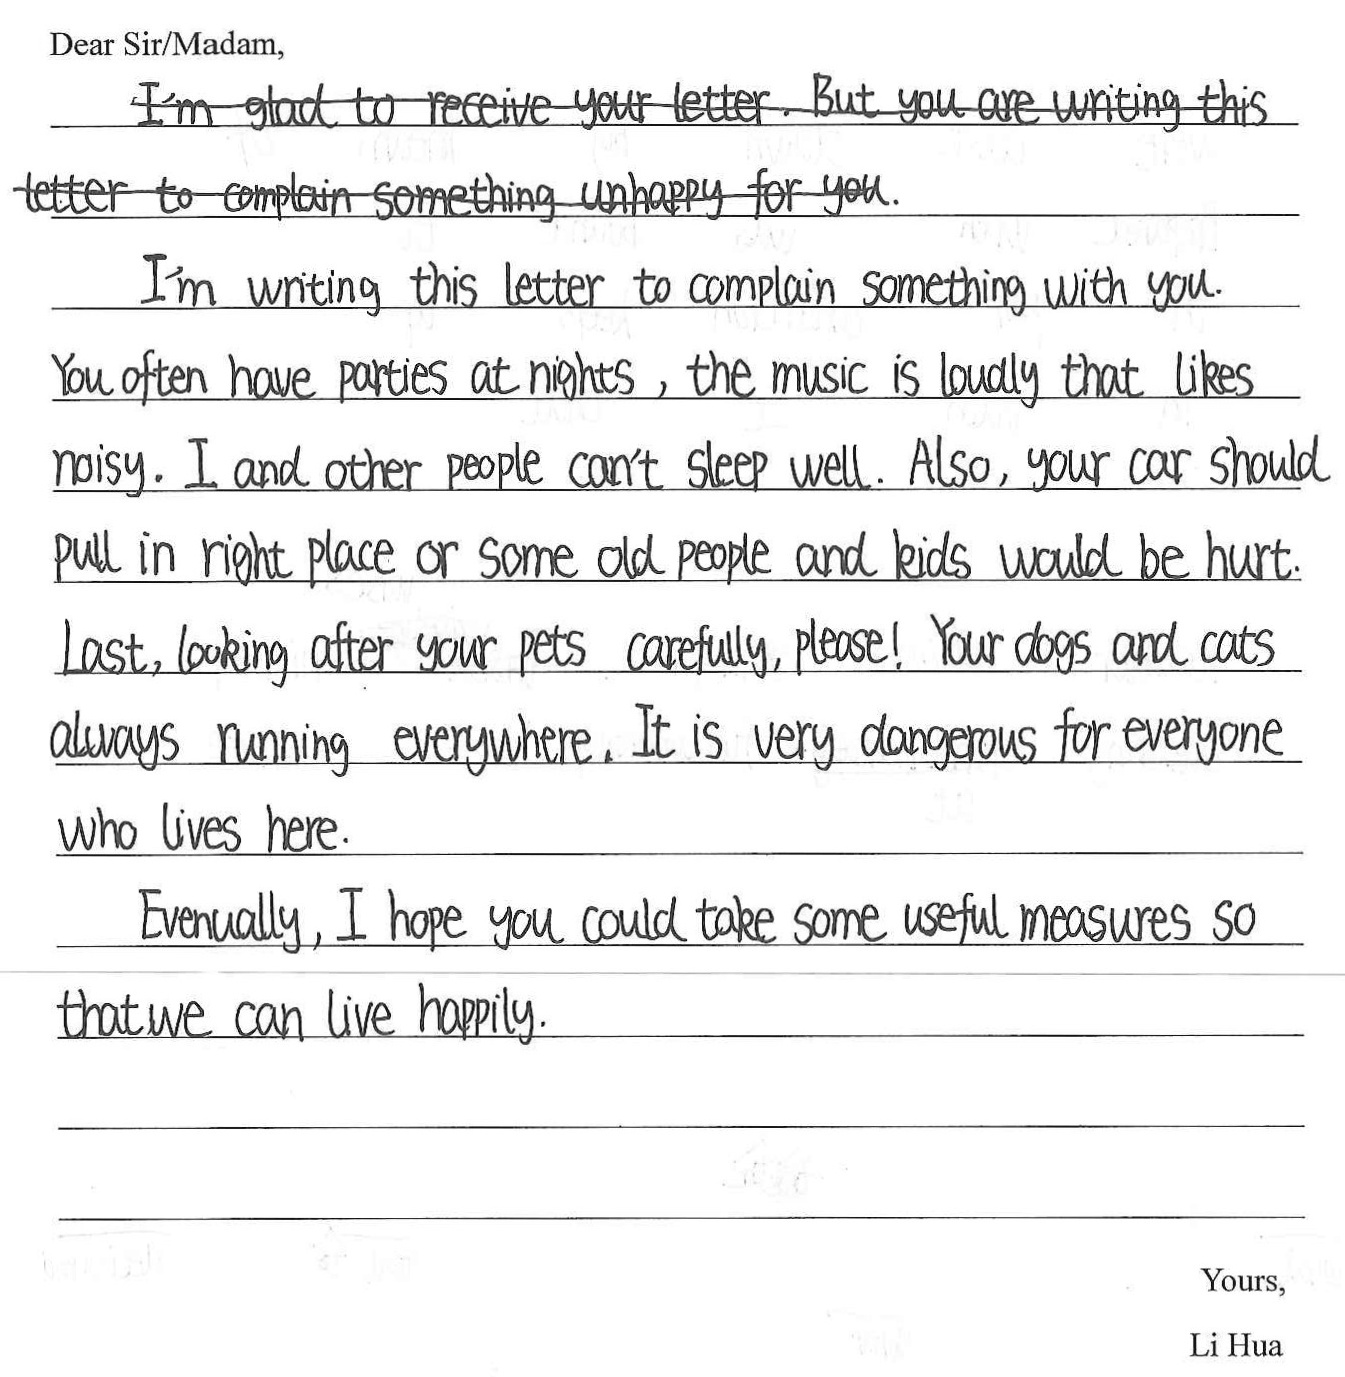 Dear Sir/Madam,
I'm glad to receive your letter. But you are writing this
letter to complain something unhappy for you.
I'm writing this letter to complain something with you.
You often have parties at nights, the music is loudly that likes
noisy. I and other people can't sleep well. Also, your car should
pull in right place or some old people and kids would be hurt.
Last, looking after your pets carefully, please! Your dogs and cats
always running everywhere. It is very dangerous for everyone
who lives here.
Evenually, I hope you could take some useful measures so
that we can live happily.
Yours,
Li Hua